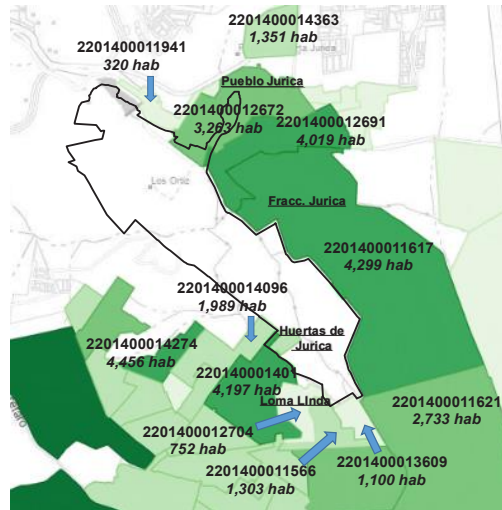 2201400014363
1,351 hab
2201400011941
320 hab
Pueblo Jurica
2201400012672
3,263 hab
2201400012691
4,019 hab
Los Ortiz
Fracc. Jurica
2201400011617
4,299 hab
2201400014096
1,989 hab
Huertas de
Jurica
2201400014274
4,456 hab
220140001401
4,197 hab
Loma Linda
2201400011621
2,733 hab
2201400012704
752 hab
2201400011566
1,303 hab
2201400013609
1,100 hab